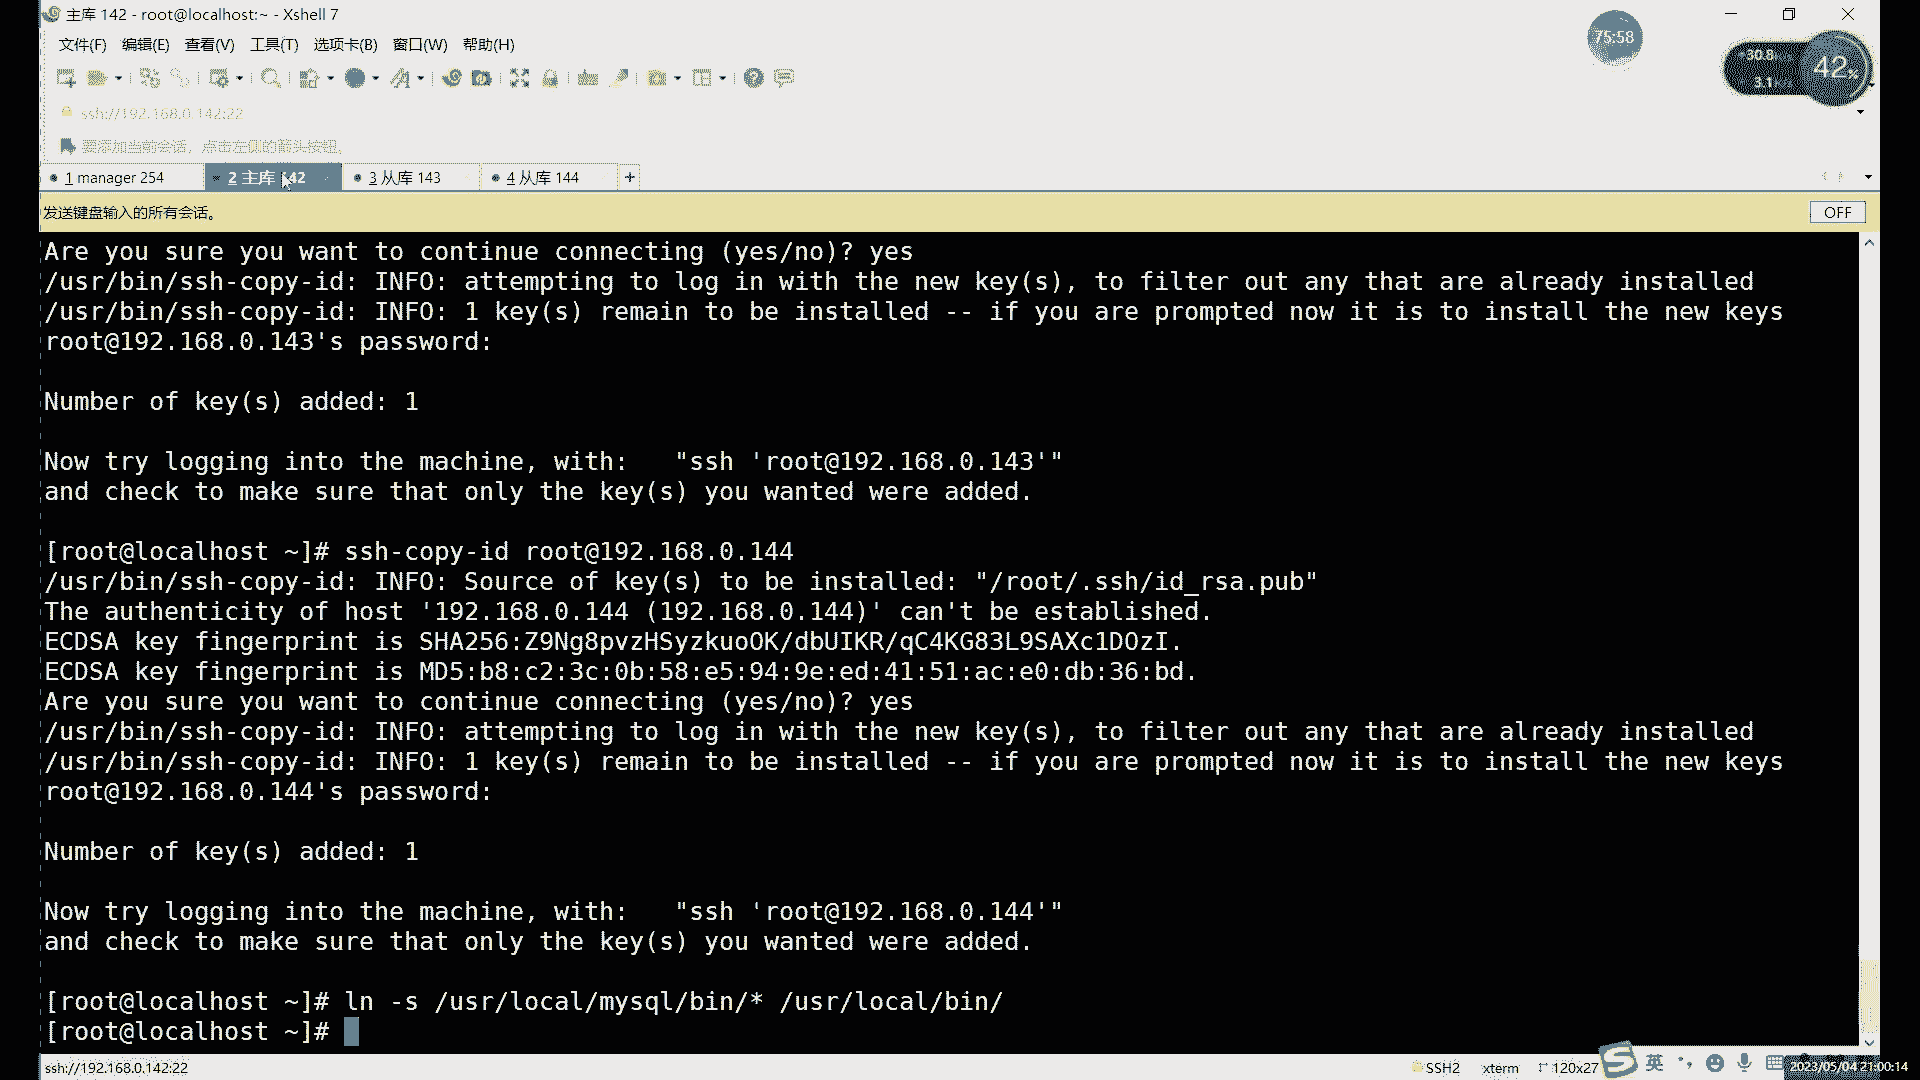 主库 142 - root@localhost:~ - Xshell 7
75:58
文件(F) 编辑(E) 查看(V) 工具(T) 选项卡(B) 窗口(W) 帮助(H)
30.8
42%
3.1
ssh://192.168.0.142:22
要添加当前会话，点击左侧的箭头按钮。
1 manager 254 2 主库 142 3 从库 143 4 从库 144 +
发送键盘输入的所有会话。 OFF
Are you sure you want to continue connecting (yes/no)? yes
/usr/bin/ssh-copy-id: INFO: attempting to log in with the new key(s), to filter out any that are already installed
/usr/bin/ssh-copy-id: INFO: 1 key(s) remain to be installed -- if you are prompted now it is to install the new keys
root@192.168.0.143's password:
Number of key(s) added: 1
Now try logging into the machine, with:   "ssh 'root@192.168.0.143'"
and check to make sure that only the key(s) you wanted were added.
[root@localhost ~]# ssh-copy-id root@192.168.0.144
/usr/bin/ssh-copy-id: INFO: Source of key(s) to be installed: "/root/.ssh/id_rsa.pub"
The authenticity of host '192.168.0.144 (192.168.0.144)' can't be established.
ECDSA key fingerprint is SHA256:Z9Ng8pvzHSyzkuoOK/dbUIKR/qC4KG83L9SAXc1DOzI.
ECDSA key fingerprint is MD5:b8:c2:3c:0b:58:e5:94:9e:ed:41:51:ac:e0:db:36:bd.
Are you sure you want to continue connecting (yes/no)? yes
/usr/bin/ssh-copy-id: INFO: attempting to log in with the new key(s), to filter out any that are already installed
/usr/bin/ssh-copy-id: INFO: 1 key(s) remain to be installed -- if you are prompted now it is to install the new keys
root@192.168.0.144's password:
Number of key(s) added: 1
Now try logging into the machine, with:   "ssh 'root@192.168.0.144'"
and check to make sure that only the key(s) you wanted were added.
[root@localhost ~]# ln -s /usr/local/mysql/bin/* /usr/local/bin/
[root@localhost ~]#
ssh://192.168.0.142:22 SSH2 xterm 120x27 英 2023/05/04 21:00:14